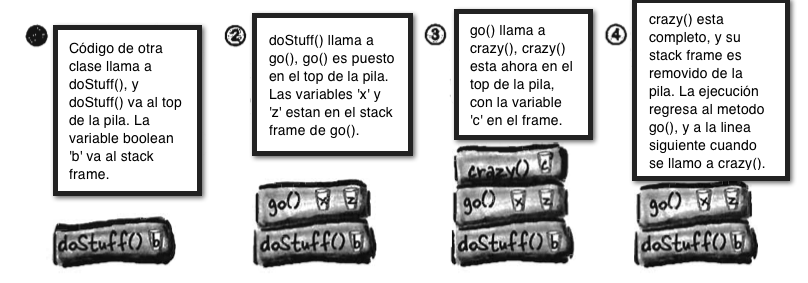 Código de otra
clase llama a
doStuff(), y
doStuff() va al top
de la pila. La
variable boolean
'b' va al stack
frame.
doStuff() b
2
doStuff() llama a
go(), go() es puesto
en el top de la pila.
Las variables 'x' y
'z' estan en el stack
frame de go().
go() x z
doStuff() b
3
go() llama a
crazy(), crazy()
esta ahora en el
top de la pila,
con la variable
'c' en el frame.
crazy() c
go() x z
doStuff() b
4
crazy() esta
completo, y su
stack frame es
removido de la
pila. La ejecución
regresa al metodo
go(), y a la linea
siguiente cuando
se llamo a crazy().
go() x z
doStuff() b